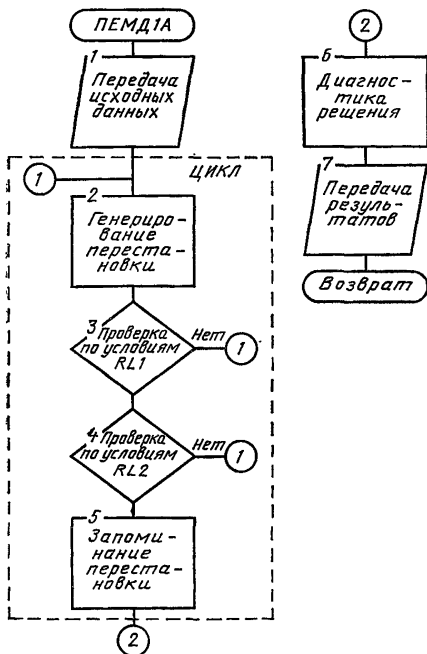 ПЕМД1А
1
Передача
исходных
данных
ЦИКЛ
1
2
Генериро-
вание
переста-
новки
3 Проверка
по условиям
RL1
Нет
1
4 Проверка
по условиям
RL2
Нет
1
5
Запоми-
нание
переста-
новки
2
2
6
Диагнос-
тика
решения
7
Передача
резуль-
татов
Возврат